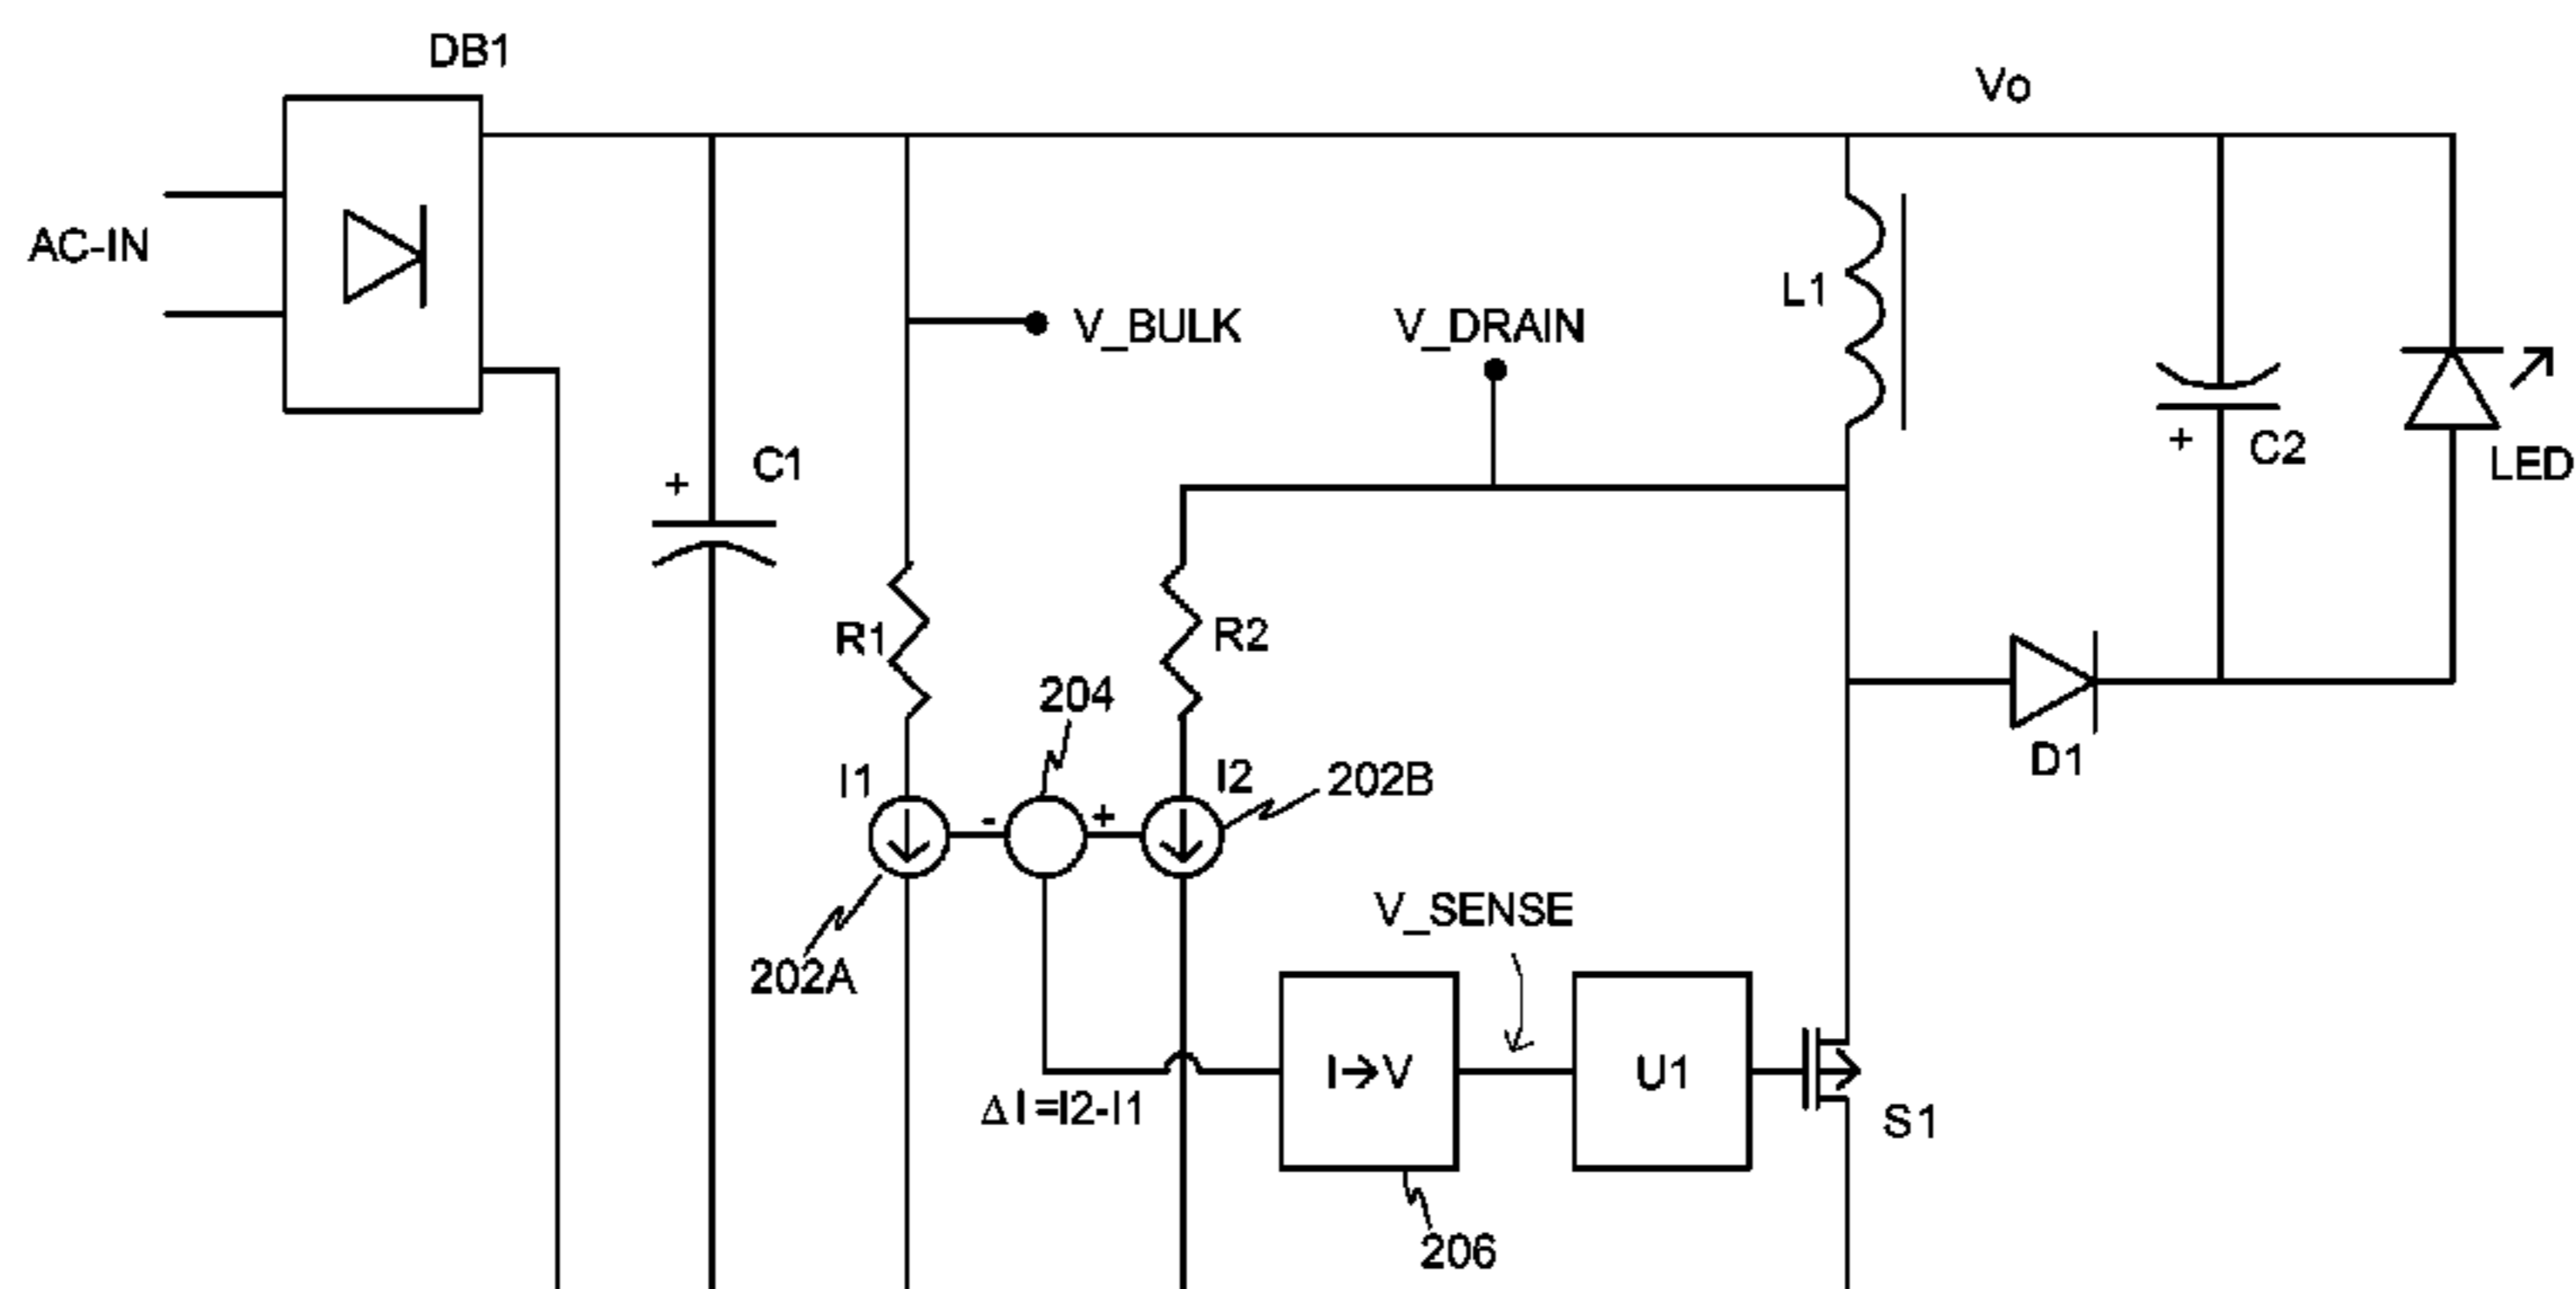 DB1
Vo
AC-IN
V_BULK
V_DRAIN
L1
+
C1
+
C2
LED
R1
R2
204
D1
I1
I2
202B
-
+
V_SENSE
202A
I→V
U1
ΔI=I2-I1
S1
206